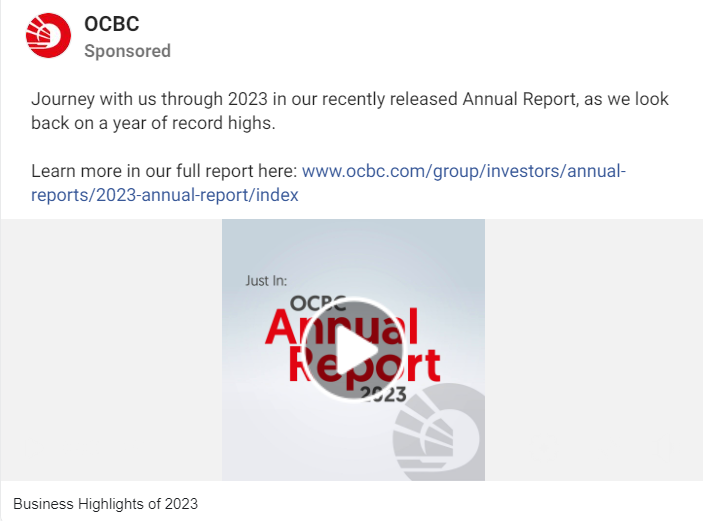 OCBC
Sponsored
Journey with us through 2023 in our recently released Annual Report, as we look
back on a year of record highs.
Learn more in our full report here: www.ocbc.com/group/investors/annual-
reports/2023-annual-report/index
Just In:
OCBC
Annual
Report
2023
Business Highlights of 2023